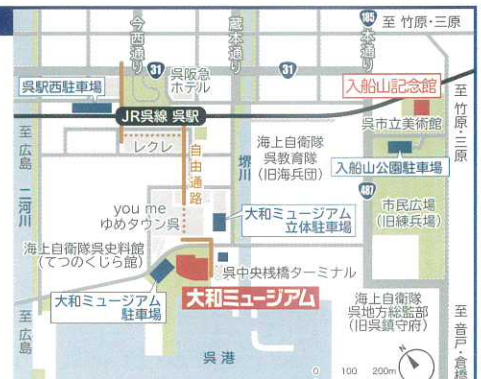 今西通り
蔵本通り
185
本通り
至 竹原・三原
31
呉阪急
ホテル
31
入船山記念館
呉駅西駐車場
JR呉線 呉駅
呉市立美術館
至 竹原・三原
至 広島
レクレ
自由通路
海上自衛隊
呉教育隊
(旧海兵団)
入船山公園駐車場
堺川
487
二河川
you me
ゆめタウン呉
大和ミュージアム
立体駐車場
市民広場
(旧練兵場)
海上自衛隊呉史料館
(てつのくじら館)
呉中央桟橋ターミナル
大和ミュージアム
駐車場
大和ミュージアム
海上自衛隊
呉地方総監部
(旧呉鎮守府)
至 広島
至 音戸・倉橋
呉港
0 100 200m
N